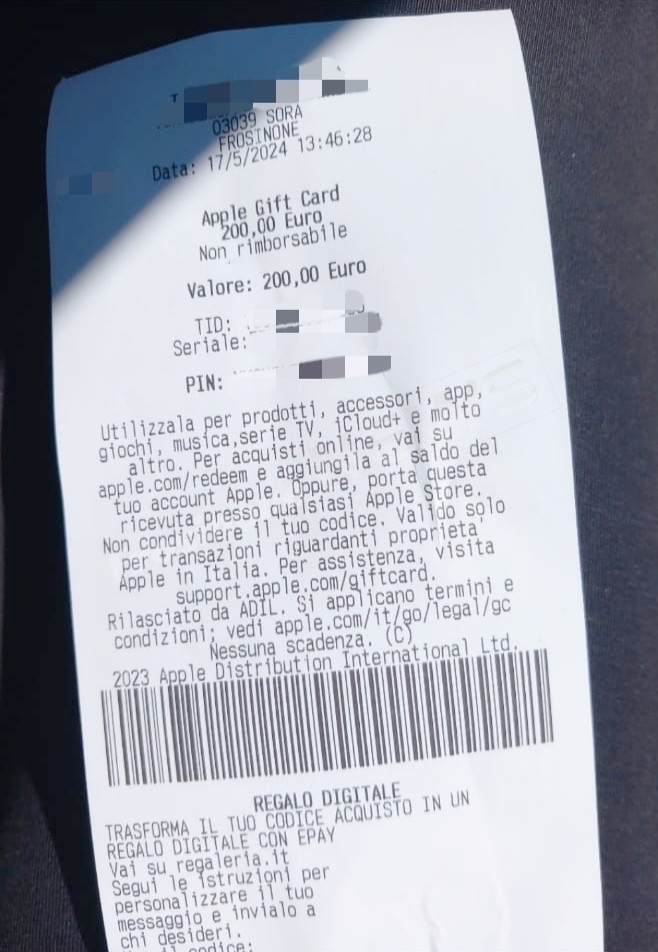 03039 SORA
FROSINONE
Data: 17/5/2024 13:46:28
Apple Gift Card
200,00 Euro
Non rimborsabile
Valore: 200,00 Euro
TID:
Seriale:
PIN:
Utilizzala per prodotti, accessori, app,
giochi, musica,serie TV, iCloud+ e molto
altro. Per acquisti online, vai su
apple.com/redeem e aggiungila al saldo del
tuo account Apple. Oppure, porta questa
ricevuta presso qualsiasi Apple Store.
Non condividere il tuo codice. Valido solo
per transazioni riguardanti proprieta'
Apple in Italia. Per assistenza, visita
support.apple.com/giftcard.
Rilasciato da ADIL. Si applicano termini e
condizioni; vedi apple.com/it/go/legal/gc
Nessuna scadenza. (C)
2023 Apple Distribution International Ltd.
REGALO DIGITALE
TRASFORMA IL TUO CODICE ACQUISTO IN UN
REGALO DIGITALE CON EPAY
Vai su regaleria.it
Segui le istruzioni per
personalizzare il tuo
messaggio e invialo a
chi desideri.
il codice: